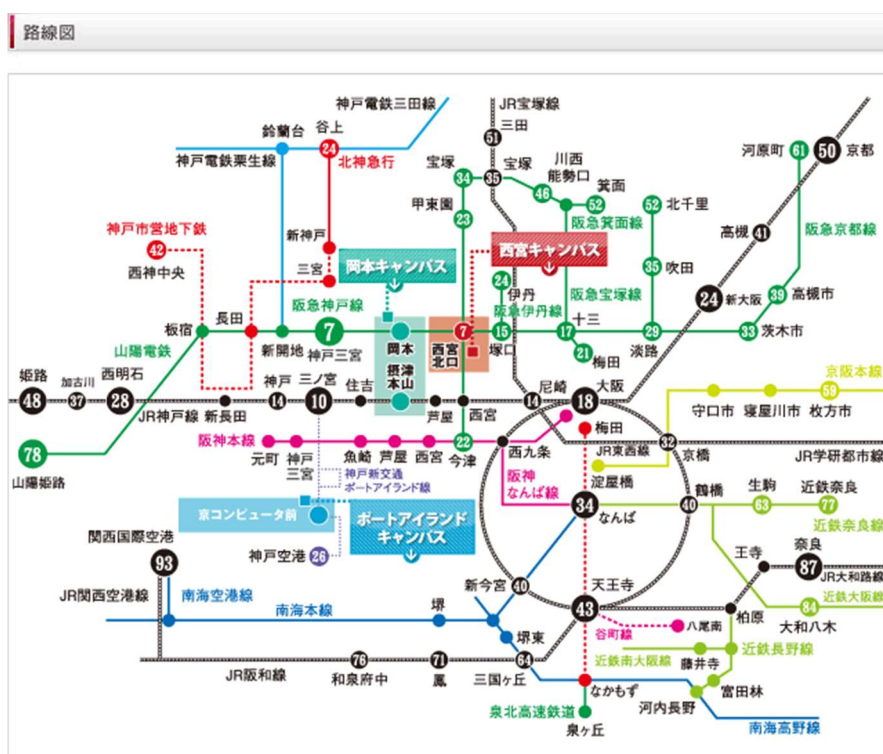 路線図
神戸電鉄三田線
JR宝塚線
三田
51
鈴蘭台
谷上
24
北神急行
神戸電鉄粟生線
宝塚
34
35
宝塚
川西
能勢口
46
箕面
52
52
北千里
河原町
61
50
京都
甲東園
23
阪急箕面線
高槻
41
阪急京都線
神戸市営地下鉄
42
西神中央
新神戸
三宮
岡本キャンパス
西宮キャンパス
35
吹田
24
伊丹
阪急伊丹線
阪急宝塚線
24
新大阪
39
高槻市
長田
阪急神戸線
板宿
山陽電鉄
新開地
7
神戸三宮
岡本
摂津
本山
7
西宮
北口
15
塚口
17
十三
21
梅田
29
淡路
33
茨木市
姫路
48
加古川
37
西明石
28
JR神戸線
新長田
神戸
14
三ノ宮
10
住吉
芦屋
西宮
尼崎
14
大阪
18
京阪本線
守口市
寝屋川市
59
枚方市
78
山陽姫路
阪神本線
元町
神戸
三宮
魚崎
芦屋
西宮
22
今津
西九条
梅田
JR東西線
32
京橋
JR学研都市線
神戸新交通
ポートアイランド線
阪神
なんば線
淀屋橋
鶴橋
生駒
近鉄奈良
京コンピュータ前
ポートアイランド
キャンパス
34
なんば
40
63
77
近鉄奈良線
関西国際空港
93
神戸空港
26
新今宮
40
天王寺
43
王寺
奈良
87
JR大和路線
JR関西空港線
南海空港線
南海本線
堺
堺東
谷町線
八尾南
柏原
近鉄大阪線
84
大和八木
近鉄南大阪線
藤井寺
近鉄長野線
JR阪和線
76
和泉府中
71
鳳
64
三国ヶ丘
なかもず
富田林
河内長野
泉北高速鉄道
泉ヶ丘
南海高野線